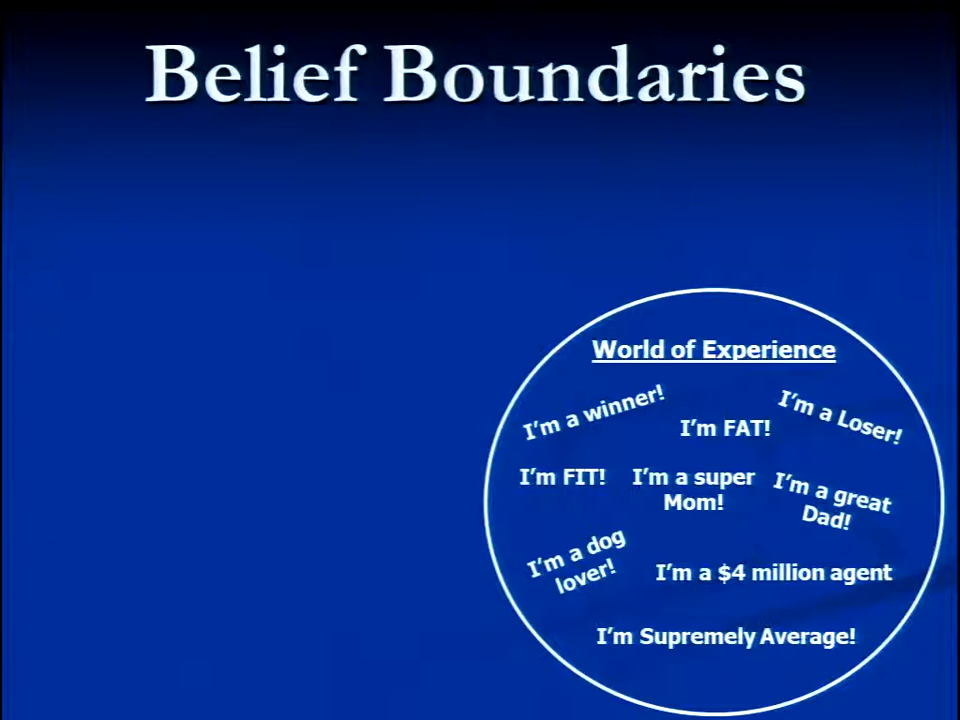 Belief Boundaries
World of Experience
I'm a winner!
I'm FAT!
I'm a Loser!
I'm FIT!
I'm a super
Mom!
I'm a great
Dad!
I'm a dog
lover!
I'm a $4 million agent
I'm Supremely Average!